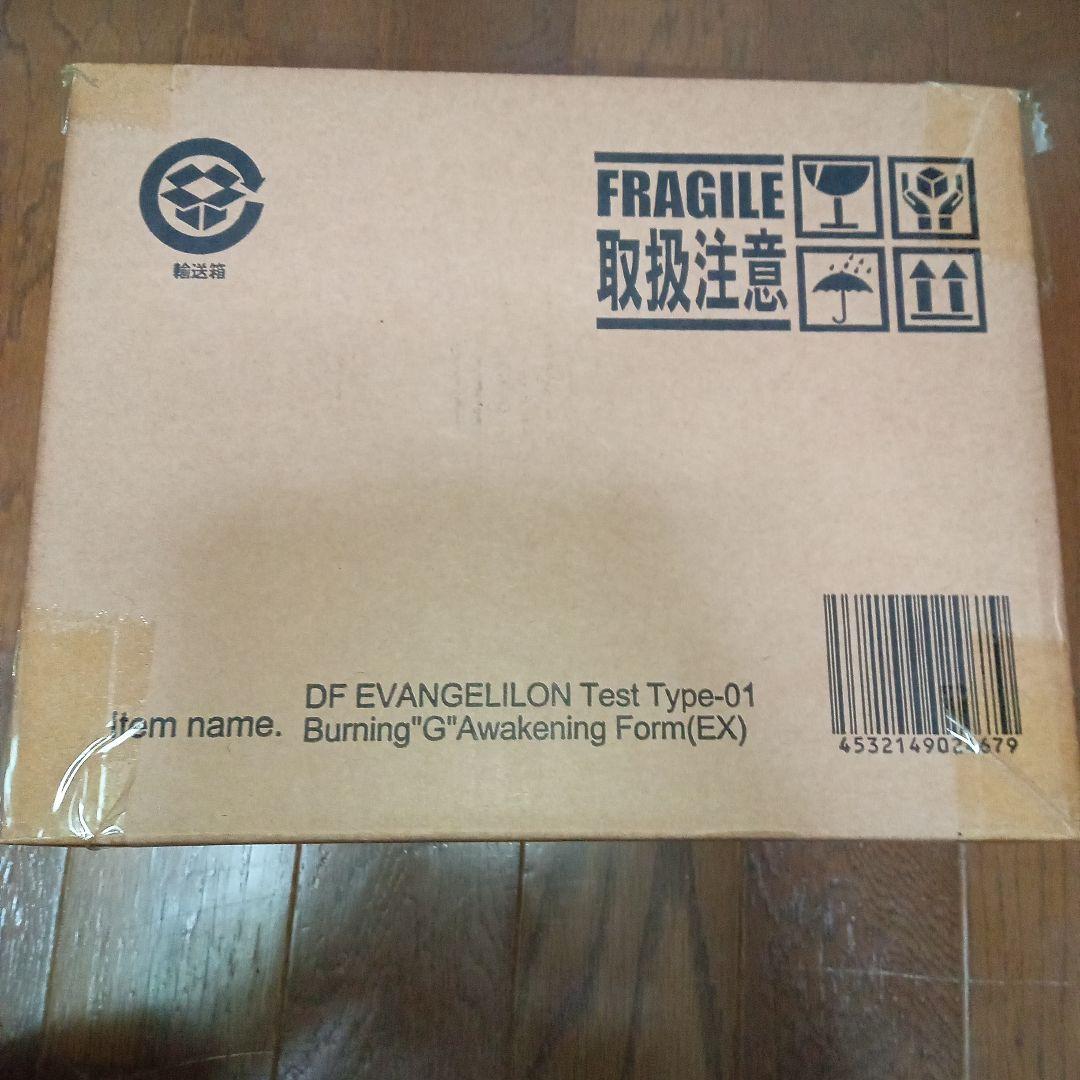 輸送箱
FRAGILE
取扱注意
DF EVANGELILON Test Type-01
Item name. Burning"G"Awakening Form(EX)